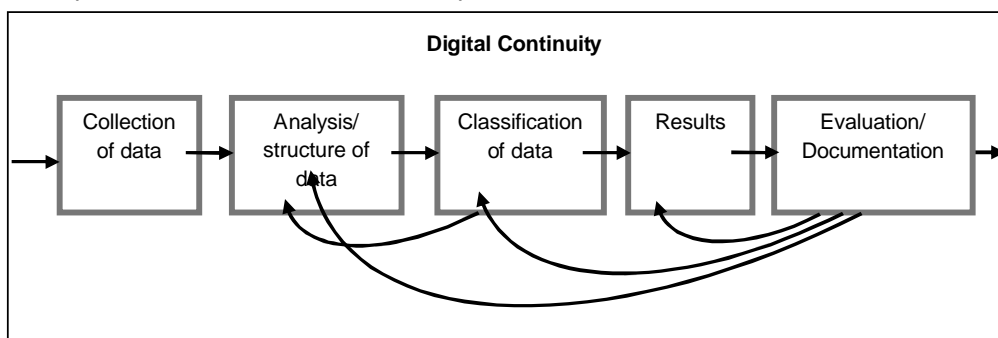 Digital Continuity
Collection
of data
Analysis/
structure of
data
Classification
of data
Results
Evaluation/
Documentation